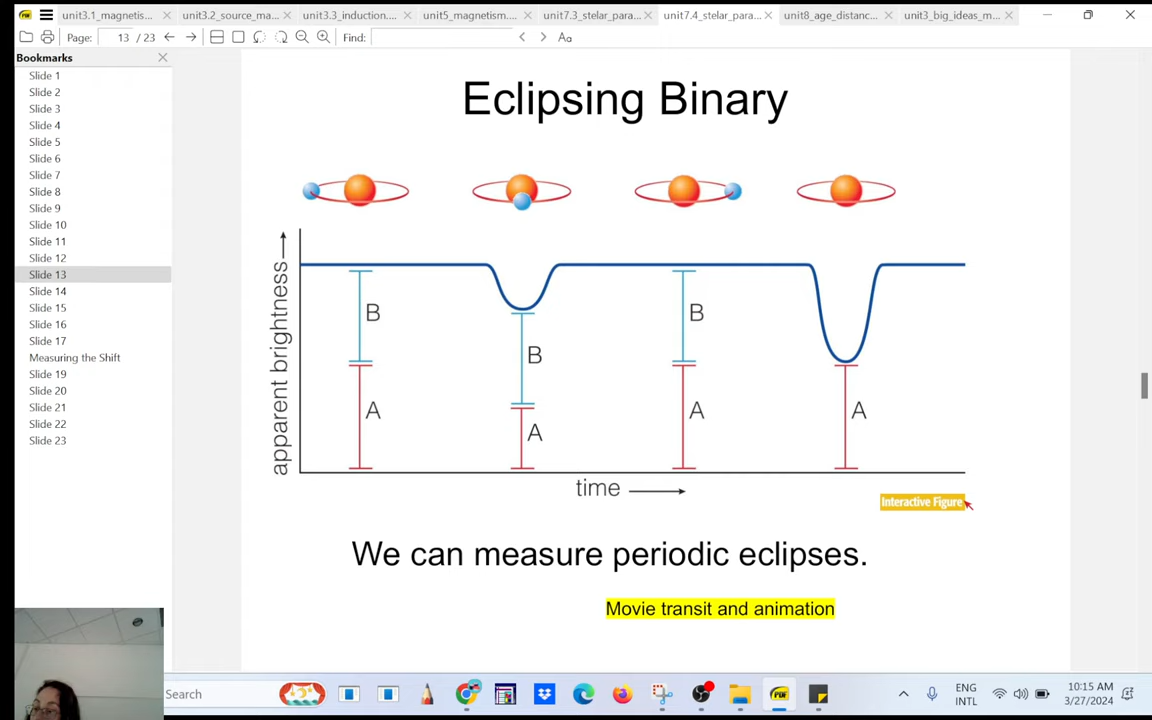 unit3.1_magnetis... unit3.2_source_ma... unit3.3_induction.... unit5_magnetism.... unit7.3_stelar_para... unit7.4_stelar_para... unit8_age_distanc... unit3_big_ideas_m...
Page: 13 / 23 Find: Aa
Bookmarks
Slide 1
Slide 2
Slide 3
Slide 4
Slide 5
Slide 6
Slide 7
Slide 8
Slide 9
Slide 10
Slide 11
Slide 12
Slide 13
Slide 14
Slide 15
Slide 16
Slide 17
Measuring the Shift
Slide 19
Slide 20
Slide 21
Slide 22
Slide 23
Eclipsing Binary
apparent brightness
B
A
B
A
B
A
A
time
Interactive Figure
We can measure periodic eclipses.
Movie transit and animation
Search
PDF
ENG
INTL
10:15 AM
3/27/2024